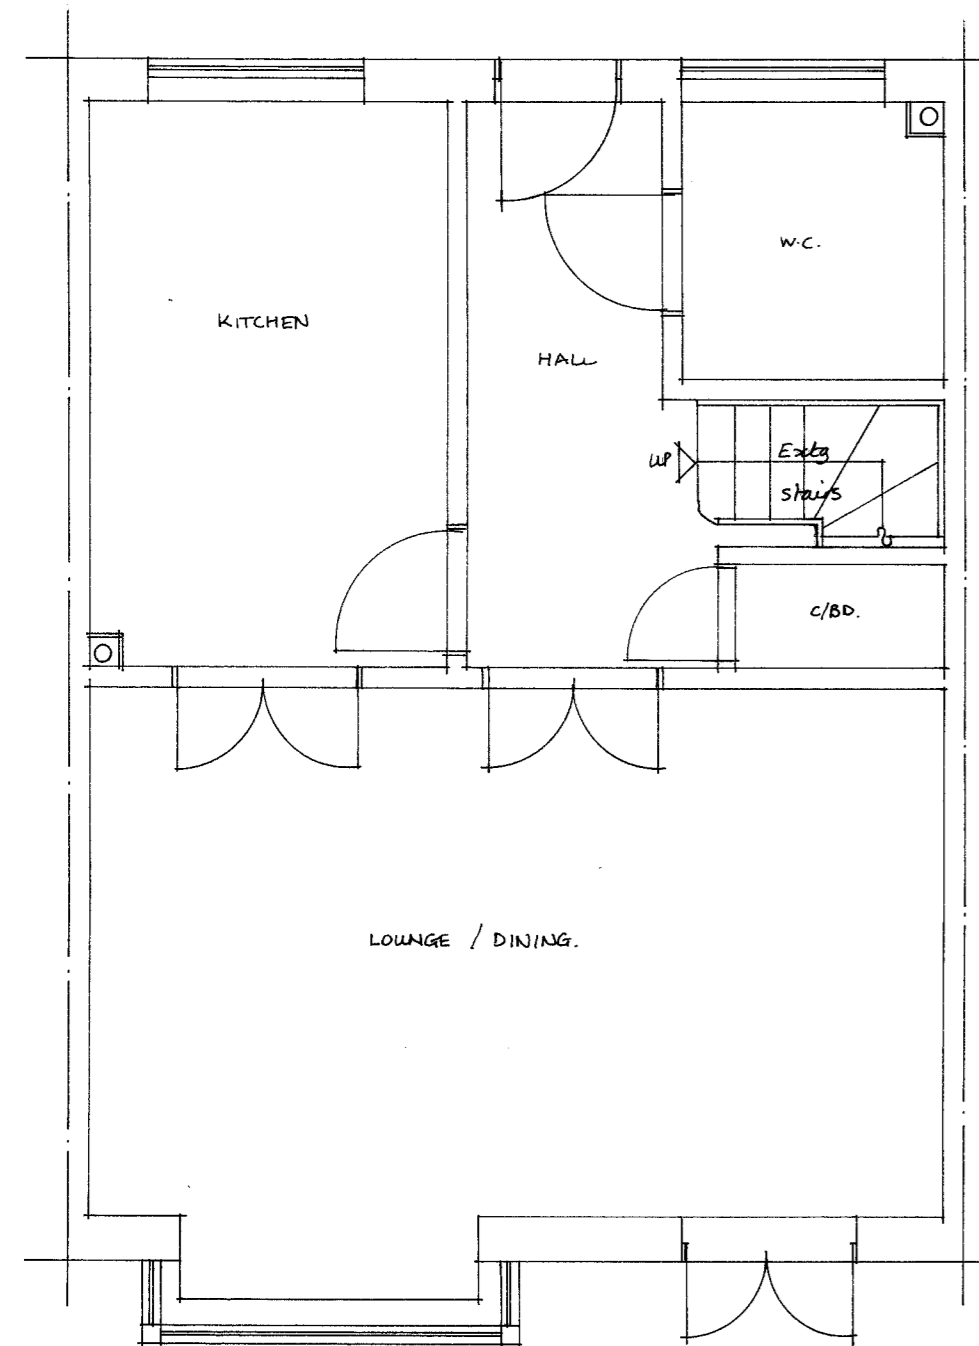 W.C.
KITCHEN
HALL
UP
Extg
stairs
C/BD.
LOUNGE / DINING.